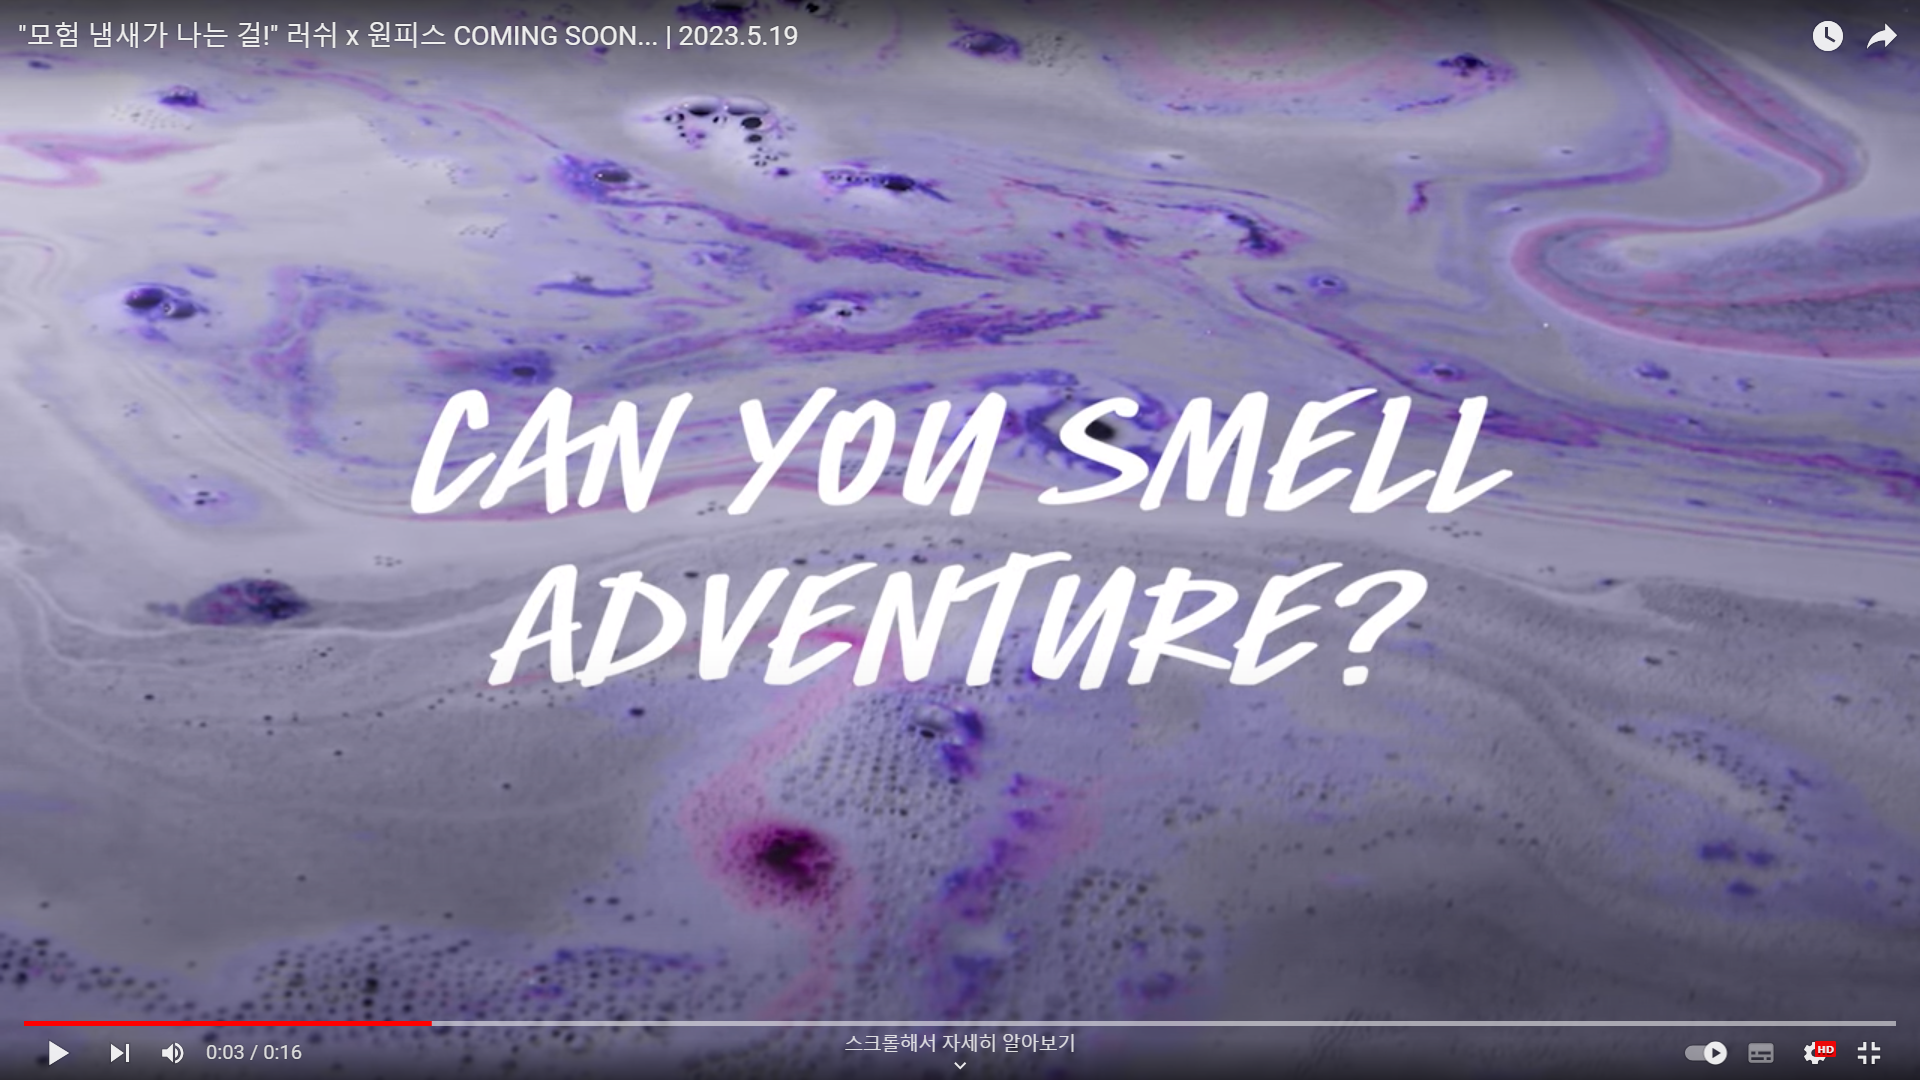 "모험 냄새가 나는 걸!" 러쉬 x 원피스 COMING SOON... | 2023.5.19
CAN YOU SMELL
ADVENTURE?
스크롤해서 자세히 알아보기
0:03 / 0:16
HD